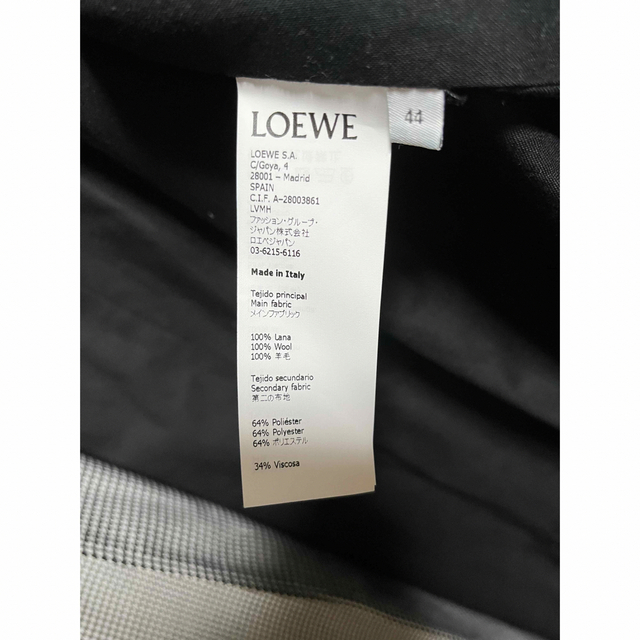 LOEWE
44
LOEWE S.A.
C/Goya, 4
28001 – Madrid
SPAIN
C.I.F. A–28003861
LVMH
ファッション・グループ・
ジャパン株式会社
ロエベジャパン
03-6215-6116
Made in Italy
Tejido principal
Main fabric
メインファブリック
100% Lana
100% Wool
100% 羊毛
Tejido secundario
Secondary fabric
第二の布地
64% Poliéster
64% Polyester
64% ポリエステル
34% Viscosa